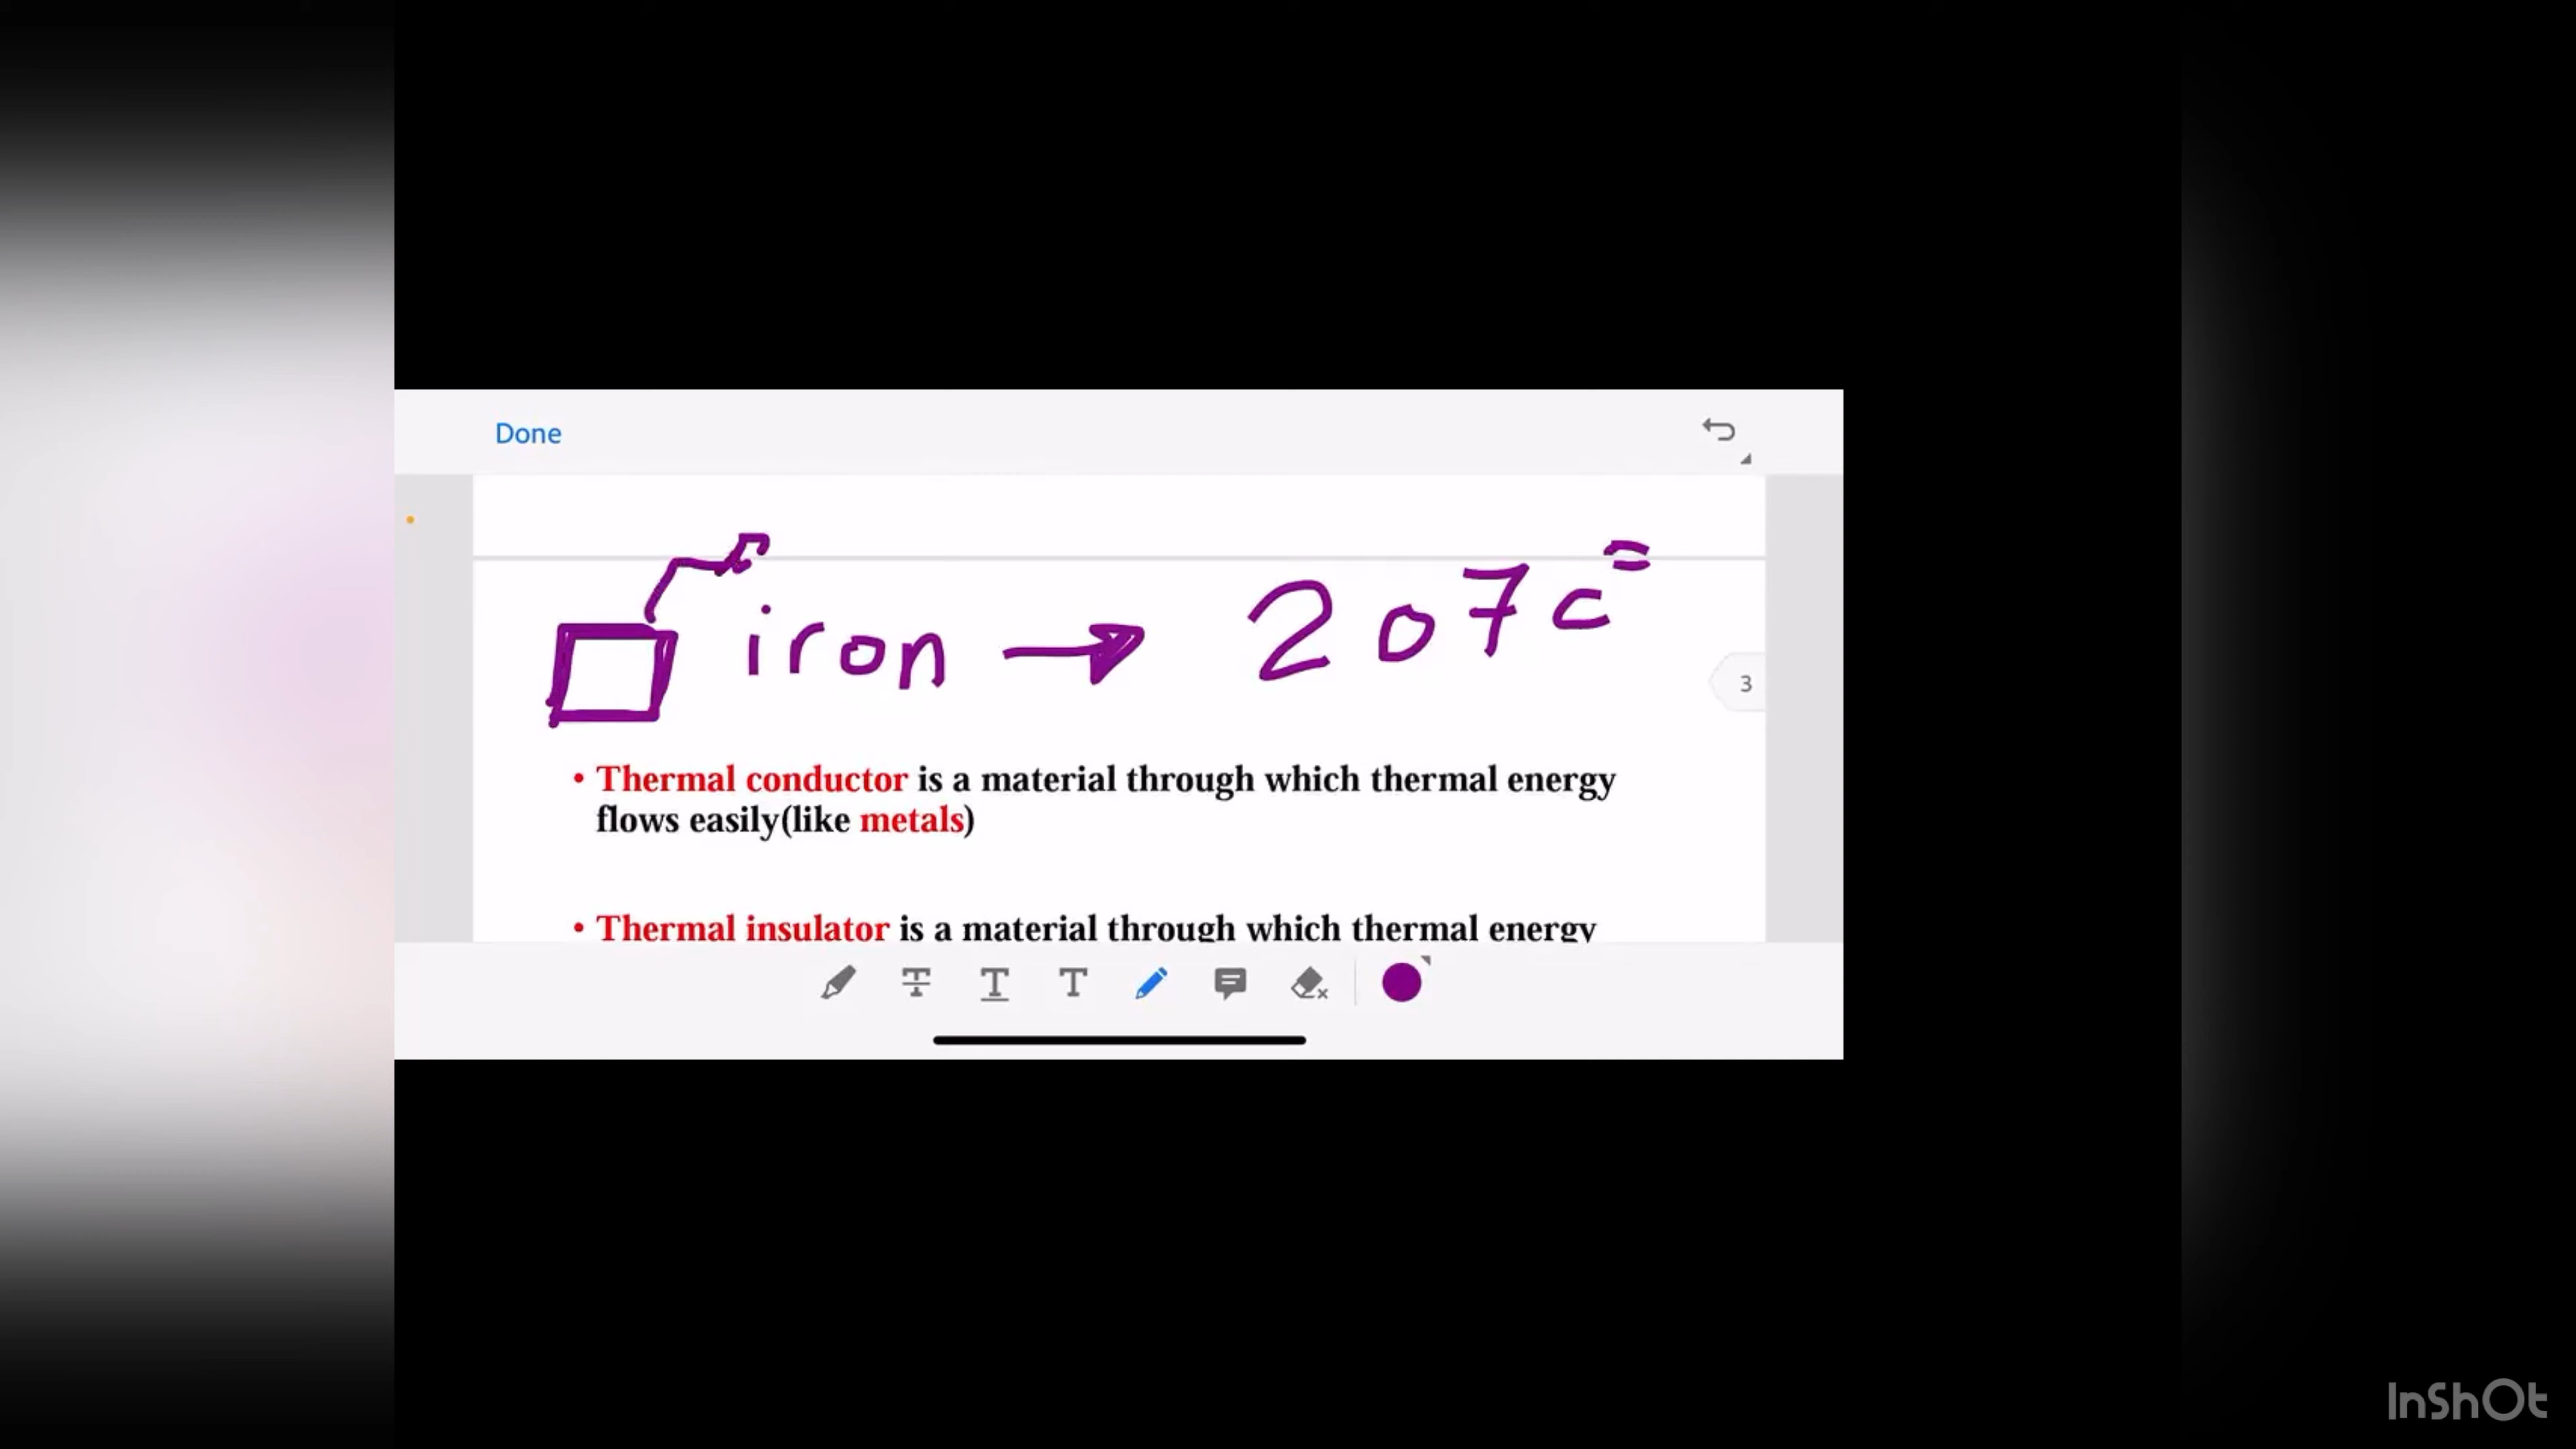 Done
iron → 207c=
3
• Thermal conductor is a material through which thermal energy
flows easily(like metals)
• Thermal insulator is a material through which thermal energy
InShOt